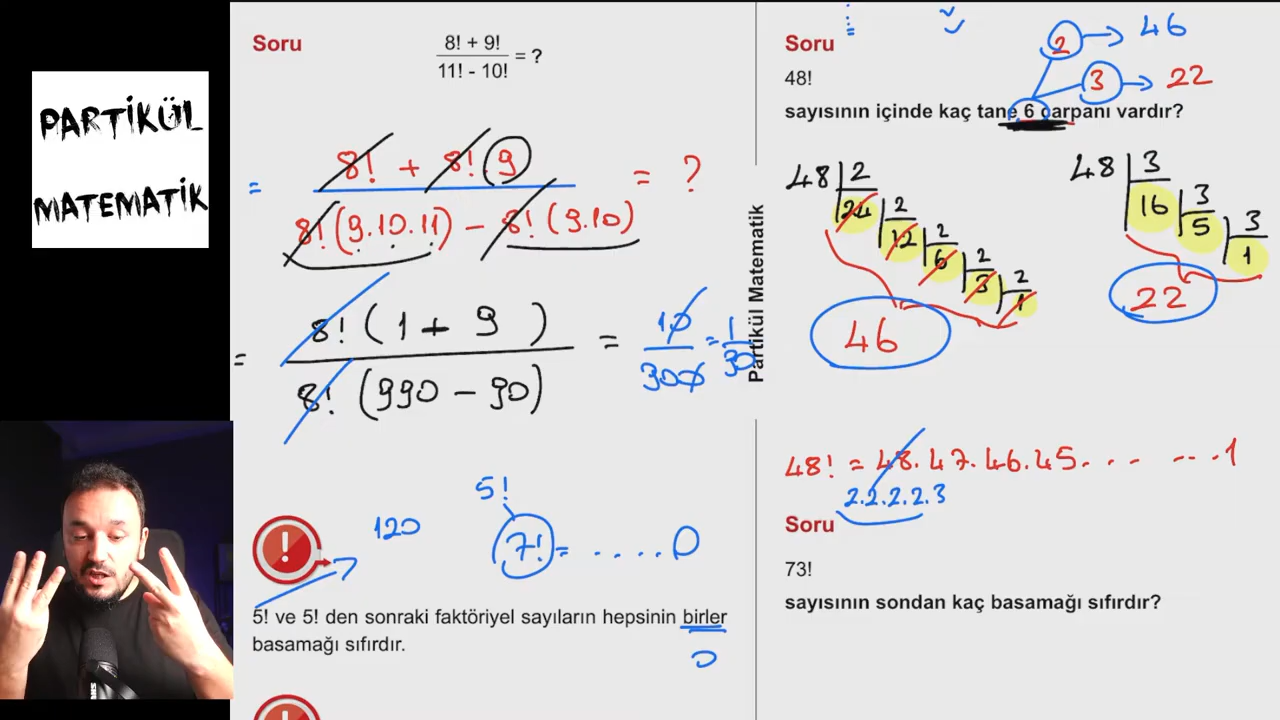 PARTİKÜL
MATEMATİK
Soru
8! + 9!
11! - 10!
= ?
8! + 8! 9
8! (9.10.11) - 8! (9.10)
= ?
=
8! (1 + 9 )
8! (990 - 90)
=
=
10
300
=
1
30
120
5!
7! = . . . . . 0
5! ve 5! den sonraki faktöriyel sayıların hepsinin birler
basamağı sıfırdır.
0
Partikül Matematik
Soru
2 → 46
3 → 22
48!
sayısının içinde kaç tane 6 çarpanı vardır?
48 2
24 2
12 2
6 2
3 2
1
46
48 3
16 3
5 3
1
22
48! = 48.47.46.45. . . . . . . .1
2.2.2.2.3
Soru
73!
sayısının sondan kaç basamağı sıfırdır?